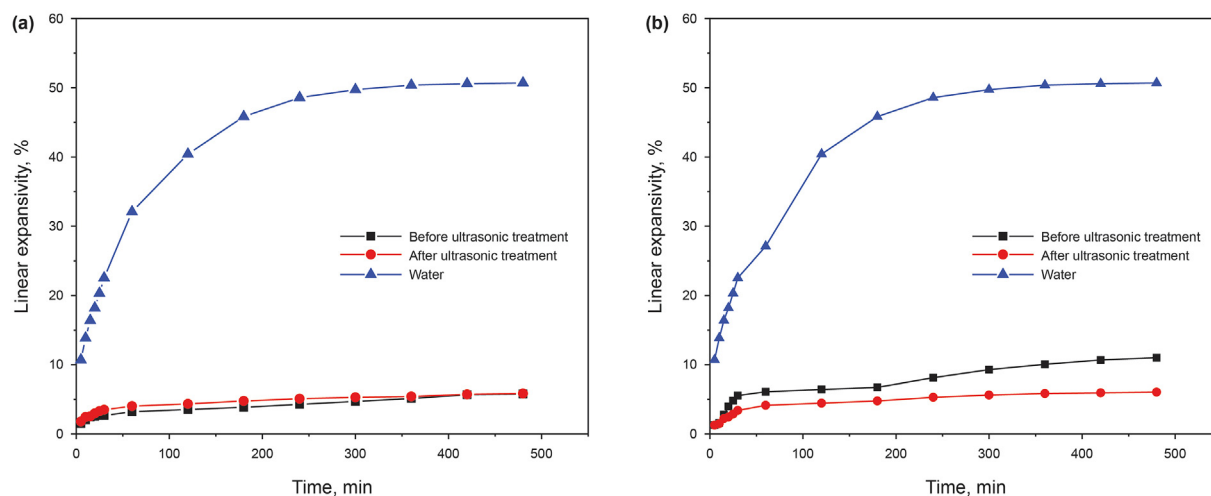 (a)
60
50
40
30
20
10
0
Linear expansivity, %
Before ultrasonic treatment
After ultrasonic treatment
Water
0 100 200 300 400 500
Time, min
(b)
60
50
40
30
20
10
0
Linear expansivity, %
Before ultrasonic treatment
After ultrasonic treatment
Water
0 100 200 300 400 500
Time, min